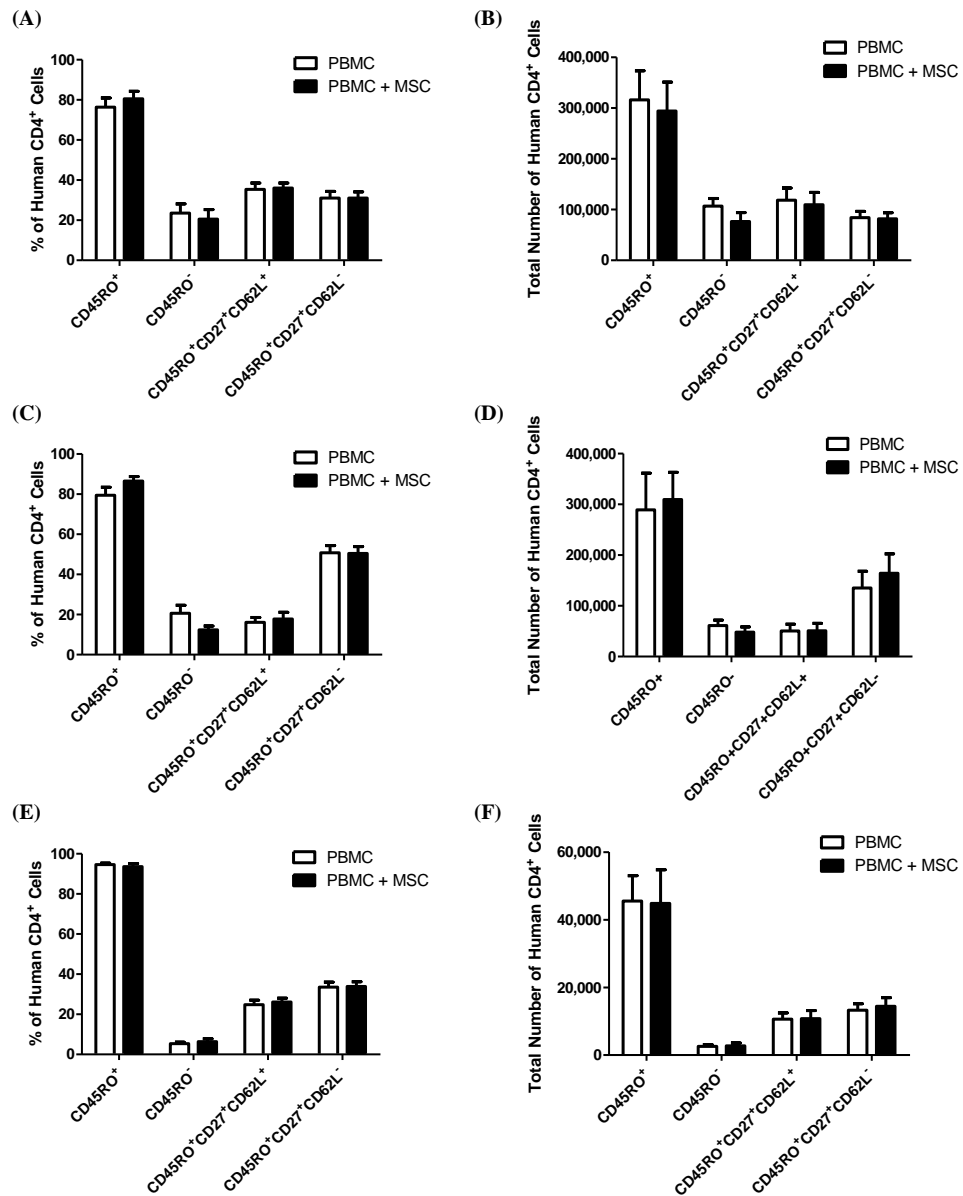 (A)
% of Human CD4⁺ Cells
100
80
60
40
20
0
PBMC
PBMC + MSC
CD45RO⁺
CD45RO⁻
CD45RO⁺CD27⁺CD62L⁺
CD45RO⁺CD27⁺CD62L⁻
(B)
Total Number of Human CD4⁺ Cells
400,000
300,000
200,000
100,000
0
PBMC
PBMC + MSC
CD45RO⁺
CD45RO⁻
CD45RO⁺CD27⁺CD62L⁺
CD45RO⁺CD27⁺CD62L⁻
(C)
% of Human CD4⁺ Cells
100
80
60
40
20
0
PBMC
PBMC + MSC
CD45RO⁺
CD45RO⁻
CD45RO⁺CD27⁺CD62L⁺
CD45RO⁺CD27⁺CD62L⁻
(D)
Total Number of Human CD4⁺ Cells
400,000
300,000
200,000
100,000
0
PBMC
PBMC + MSC
CD45RO+
CD45RO-
CD45RO+CD27+CD62L+
CD45RO+CD27+CD62L-
(E)
% of Human CD4⁺ Cells
100
80
60
40
20
0
PBMC
PBMC + MSC
CD45RO⁺
CD45RO⁻
CD45RO⁺CD27⁺CD62L⁺
CD45RO⁺CD27⁺CD62L⁻
(F)
Total Number of Human CD4⁺ Cells
60,000
40,000
20,000
0
PBMC
PBMC + MSC
CD45RO⁺
CD45RO⁻
CD45RO⁺CD27⁺CD62L⁺
CD45RO⁺CD27⁺CD62L⁻